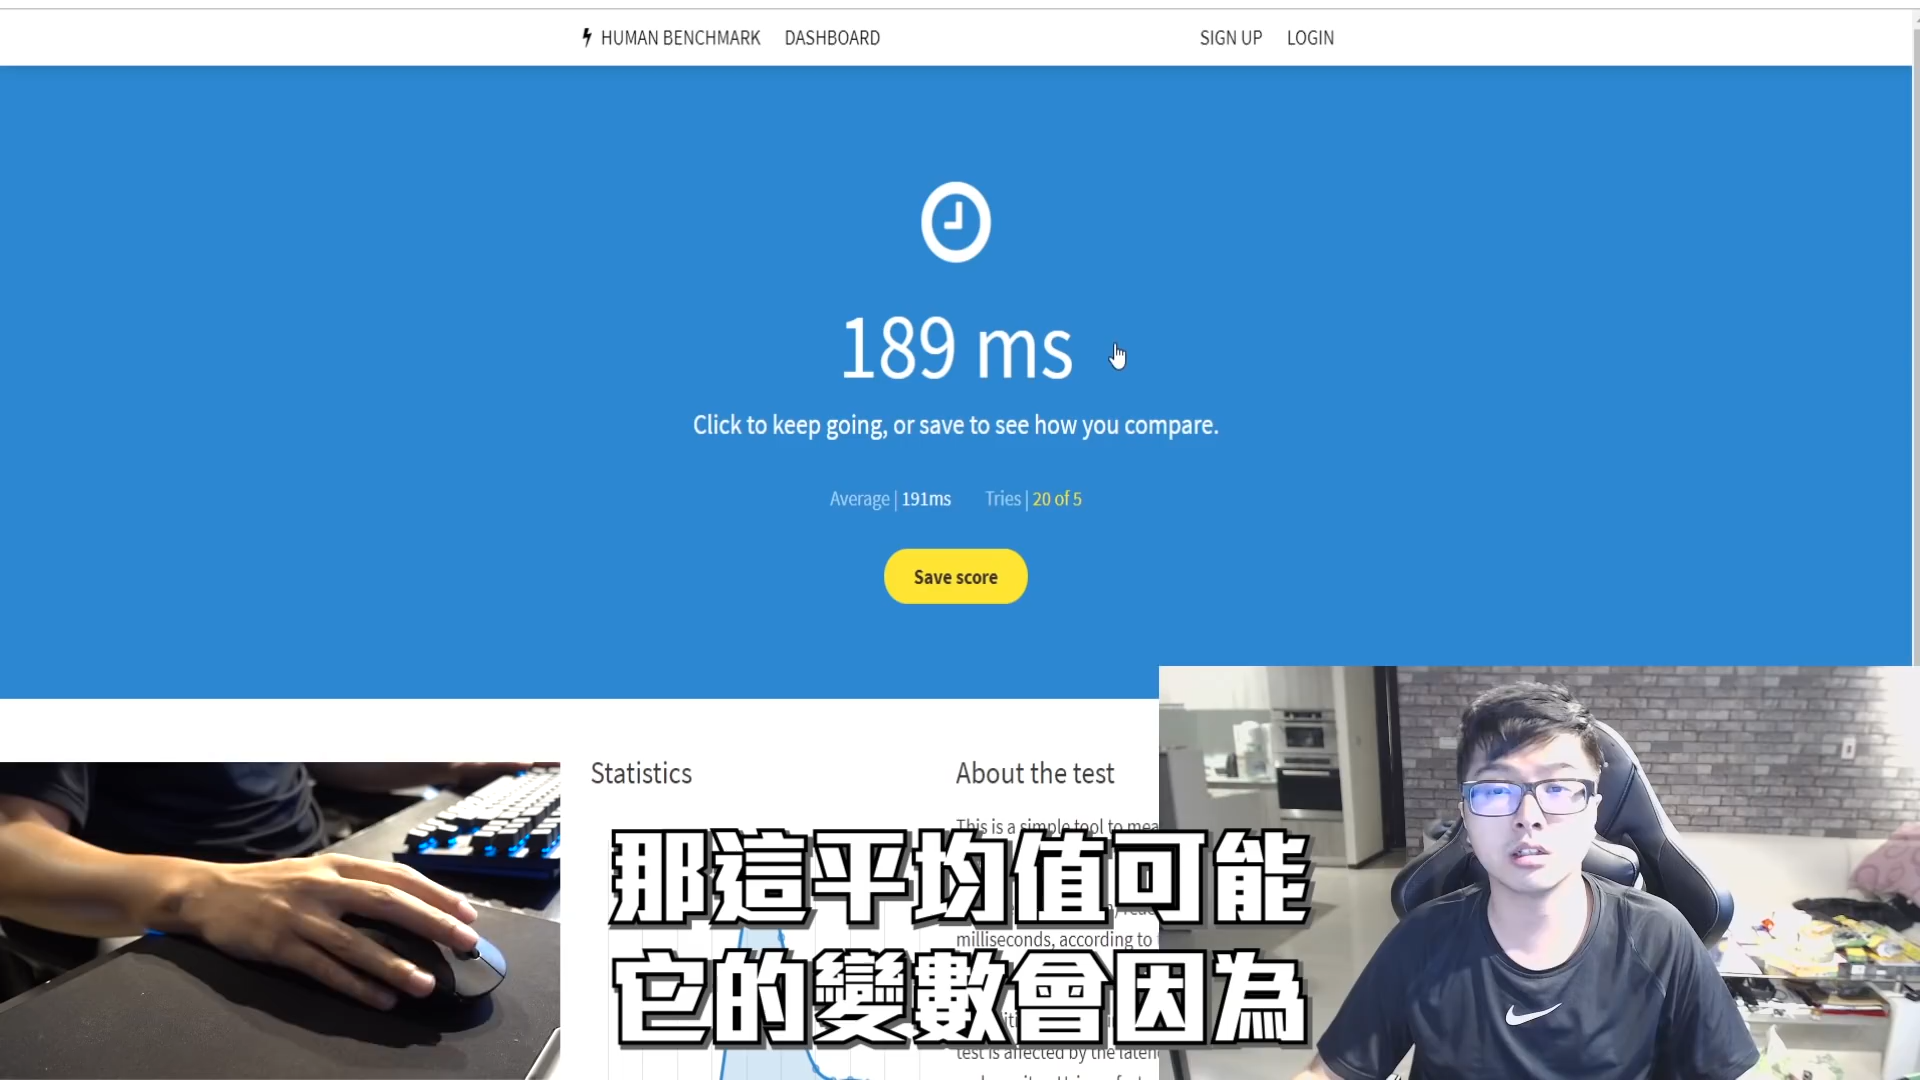 HUMAN BENCHMARK DASHBOARD SIGN UP LOGIN
189 ms
Click to keep going, or save to see how you compare.
Average | 191ms Tries | 20 of 5
Save score
Statistics
About the test
This is a simple tool to mea
那這平均值可能
milliseconds, according to
它的變數會因為
test is affected by the laten